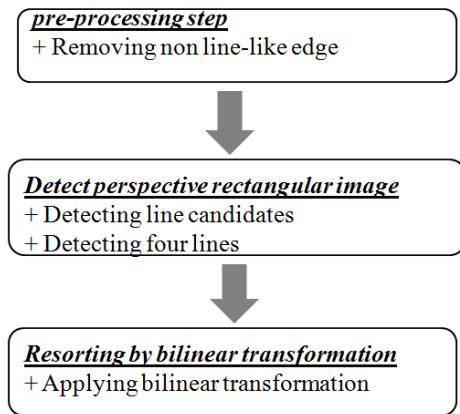 pre-processing step
+ Removing non line-like edge
Detect perspective rectangular image
+ Detecting line candidates
+ Detecting four lines
Resorting by bilinear transformation
+ Applying bilinear transformation